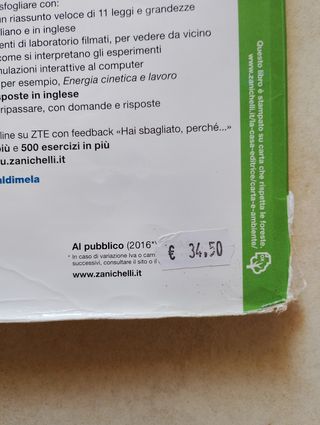 sfogliare con:
un riassunto veloce di 11 leggi e grandezze
aliano e in inglese
enti di laboratorio filmati, per vedere da vicino
come si interpretano gli esperimenti
mulazioni interattive al computer
per esempio, Energia cinetica e lavoro
sposte in inglese
ripassare, con domande e risposte
line su ZTE con feedback «Hai sbagliato, perché...»
più e 500 esercizi in più
u.zanichelli.it
aldimela
Al pubblico (2016*)
€ 34,50
* In caso di variazione Iva o cam
successivi, consultare il sito o il
www.zanichelli.it
Questo libro è stampato su carta che rispetta le foreste.
www.zanichelli.it/la-casa-editrice/carta-e-ambiente/